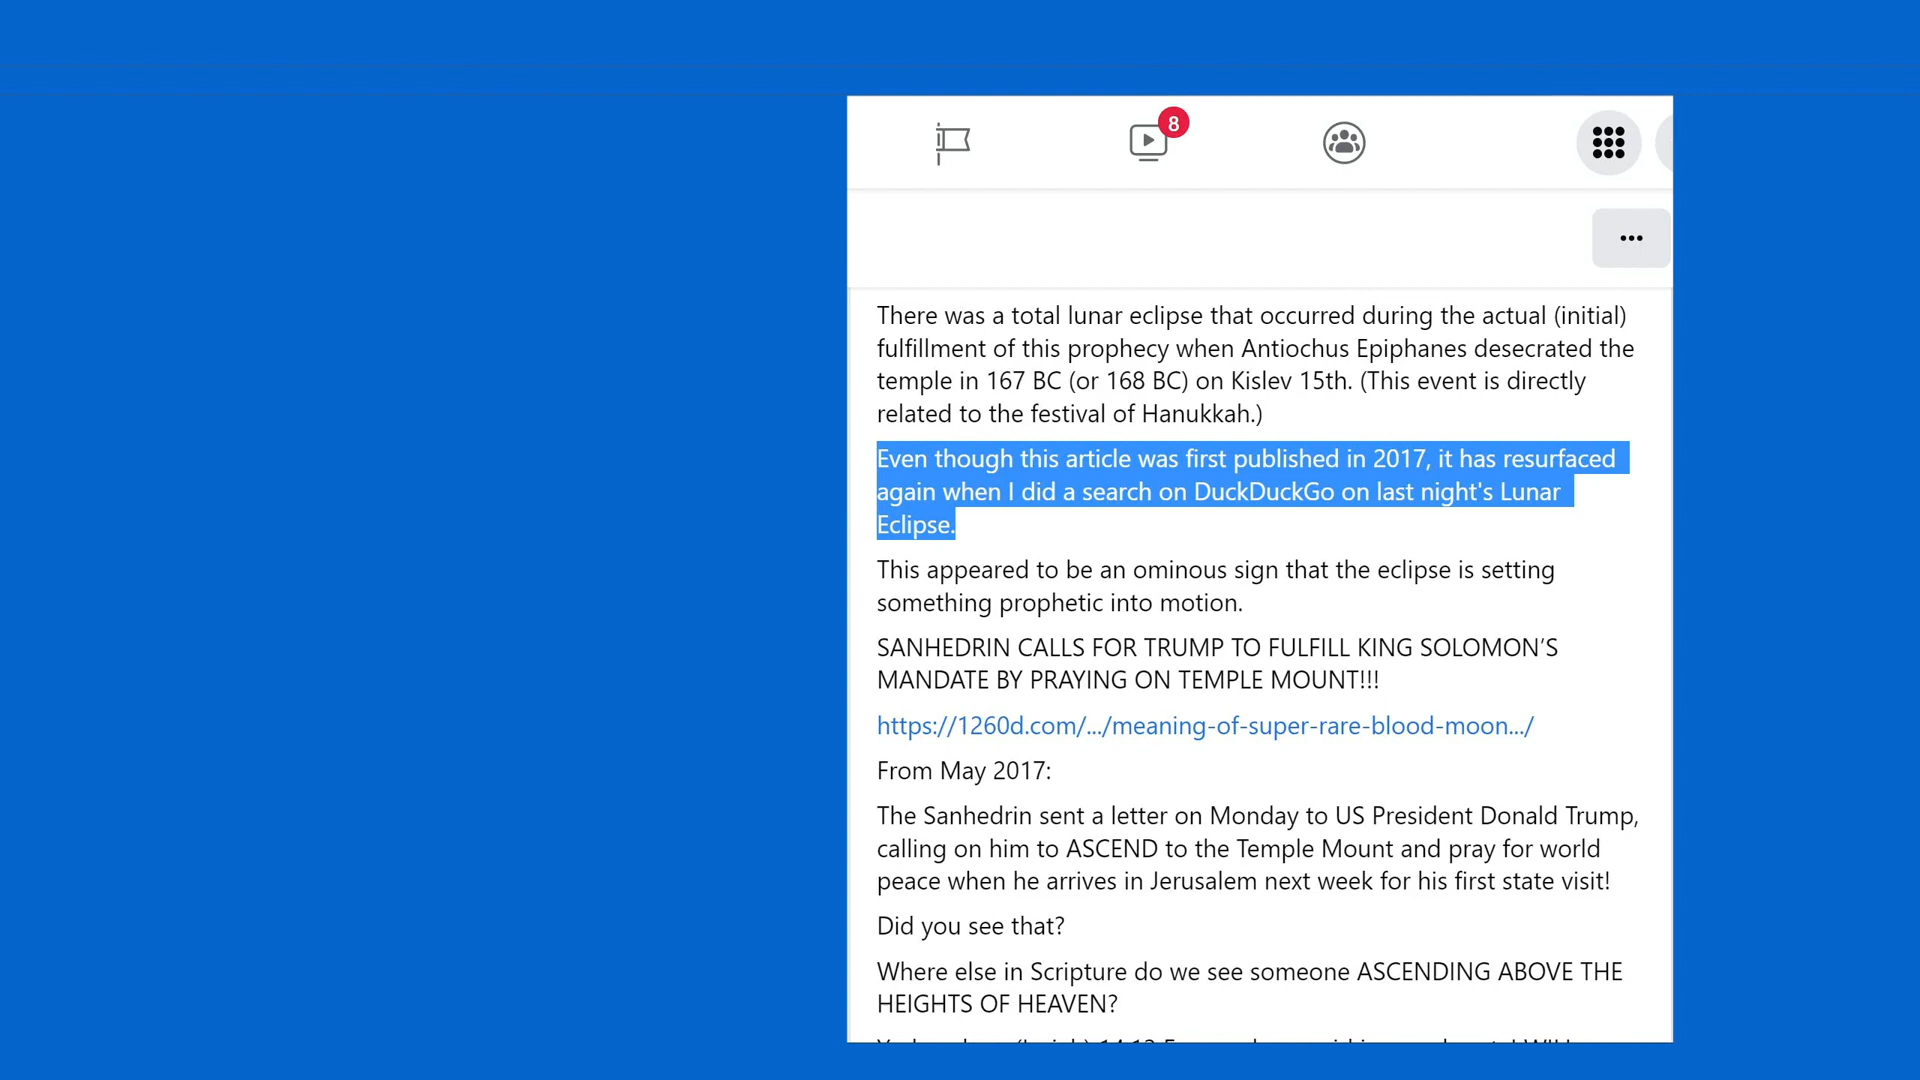 8
There was a total lunar eclipse that occurred during the actual (initial)
fulfillment of this prophecy when Antiochus Epiphanes desecrated the
temple in 167 BC (or 168 BC) on Kislev 15th. (This event is directly
related to the festival of Hanukkah.)
Even though this article was first published in 2017, it has resurfaced
again when I did a search on DuckDuckGo on last night's Lunar
Eclipse.
This appeared to be an ominous sign that the eclipse is setting
something prophetic into motion.
SANHEDRIN CALLS FOR TRUMP TO FULFILL KING SOLOMON’S
MANDATE BY PRAYING ON TEMPLE MOUNT!!!
https://1260d.com/.../meaning-of-super-rare-blood-moon.../
From May 2017:
The Sanhedrin sent a letter on Monday to US President Donald Trump,
calling on him to ASCEND to the Temple Mount and pray for world
peace when he arrives in Jerusalem next week for his first state visit!
Did you see that?
Where else in Scripture do we see someone ASCENDING ABOVE THE
HEIGHTS OF HEAVEN?